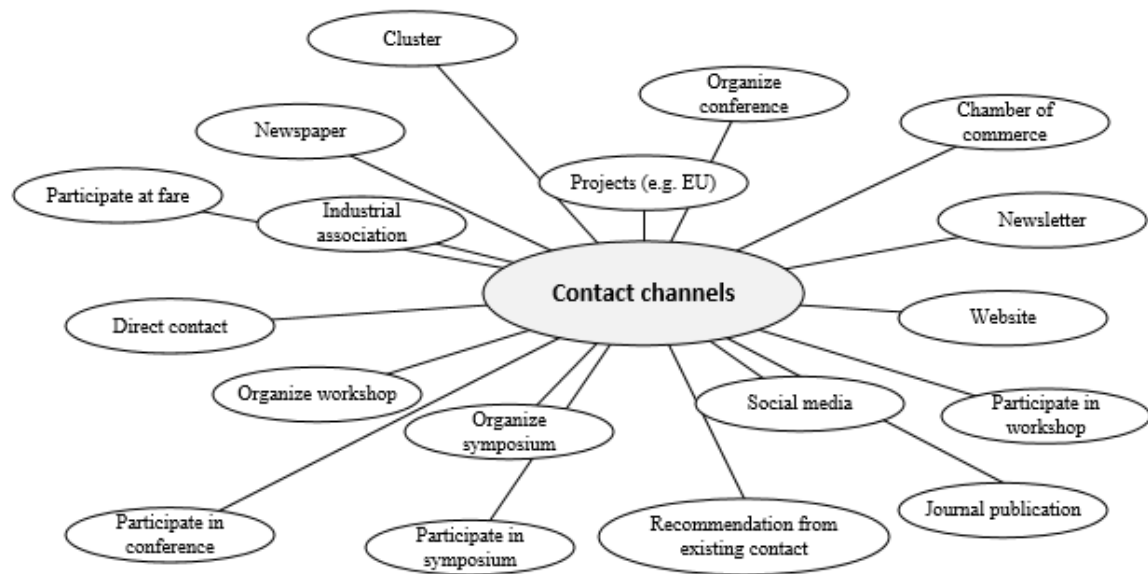 Cluster
Organize
conference
Chamber of
commerce
Newspaper
Projects (e.g. EU)
Participate at fare
Industrial
association
Newsletter
Contact channels
Direct contact
Website
Organize workshop
Social media
Participate in
workshop
Organize
symposium
Participate in
conference
Participate in
symposium
Recommendation from
existing contact
Journal publication